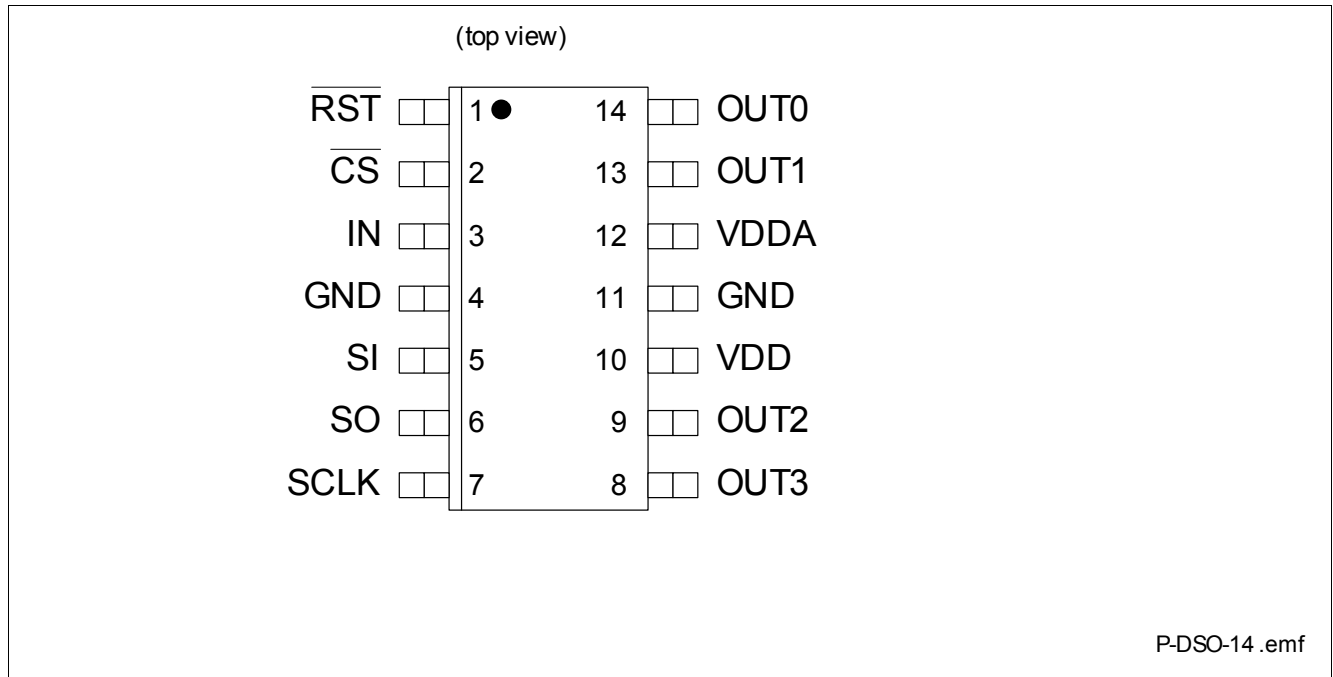 (top view)
RST 1 14 OUT0
CS 2 13 OUT1
IN 3 12 VDDA
GND 4 11 GND
SI 5 10 VDD
SO 6 9 OUT2
SCLK 7 8 OUT3
P-DSO-14 .emf